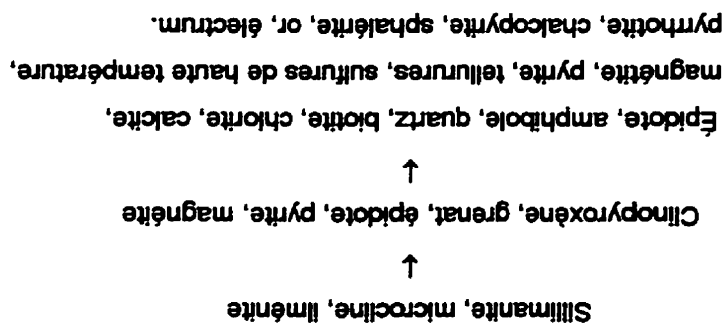 Sillimanite, microcline, ilménite
↓
Clinopyroxène, grenat, épidote, pyrite, magnéite
↓
Épidote, amphibole, quartz, biotite, chlorite, calcite,
magnétite, pyrite, tellurures, sulfures de haute température,
pyrrhotite, chalcopyrite, sphalérite, or, électrum.